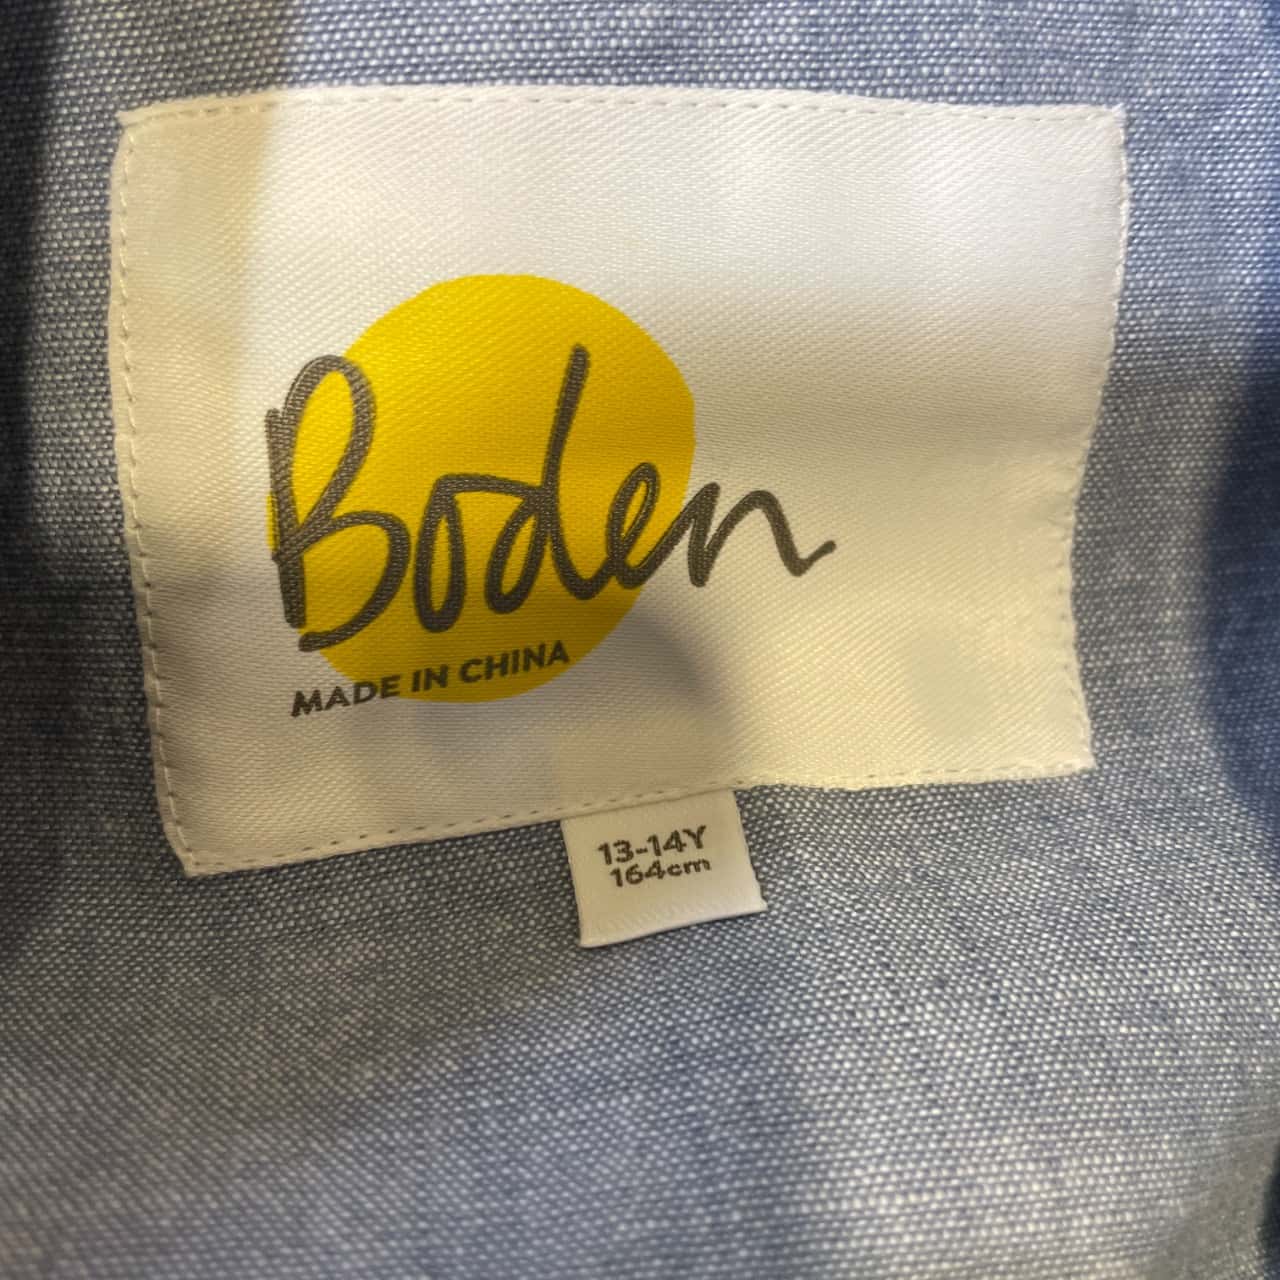 Boden
MADE IN CHINA
13-14Y
164cm